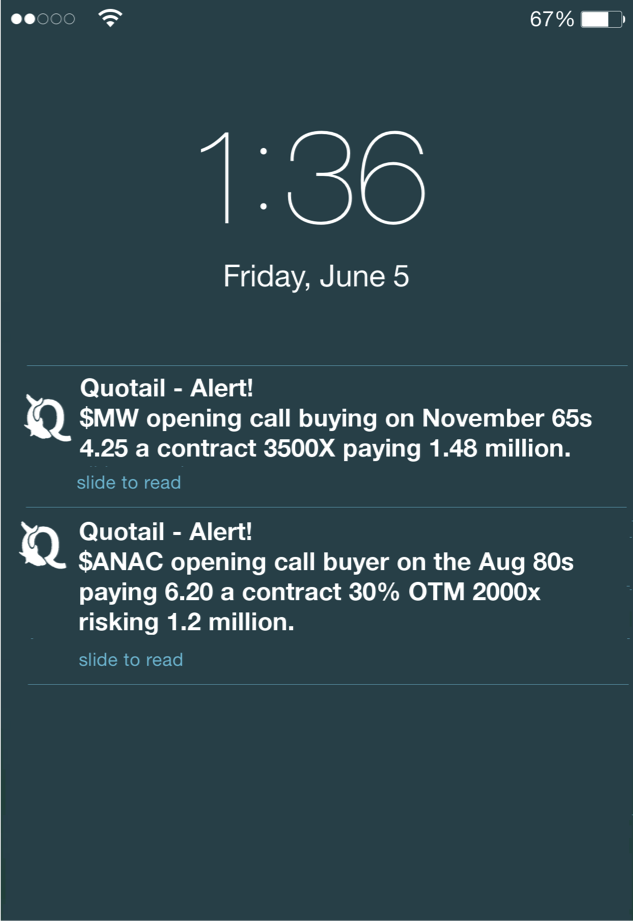 67%
1:36
Friday, June 5
Quotail - Alert!
$MW opening call buying on November 65s
4.25 a contract 3500X paying 1.48 million.
slide to read
Quotail - Alert!
$ANAC opening call buyer on the Aug 80s
paying 6.20 a contract 30% OTM 2000x
risking 1.2 million.
slide to read